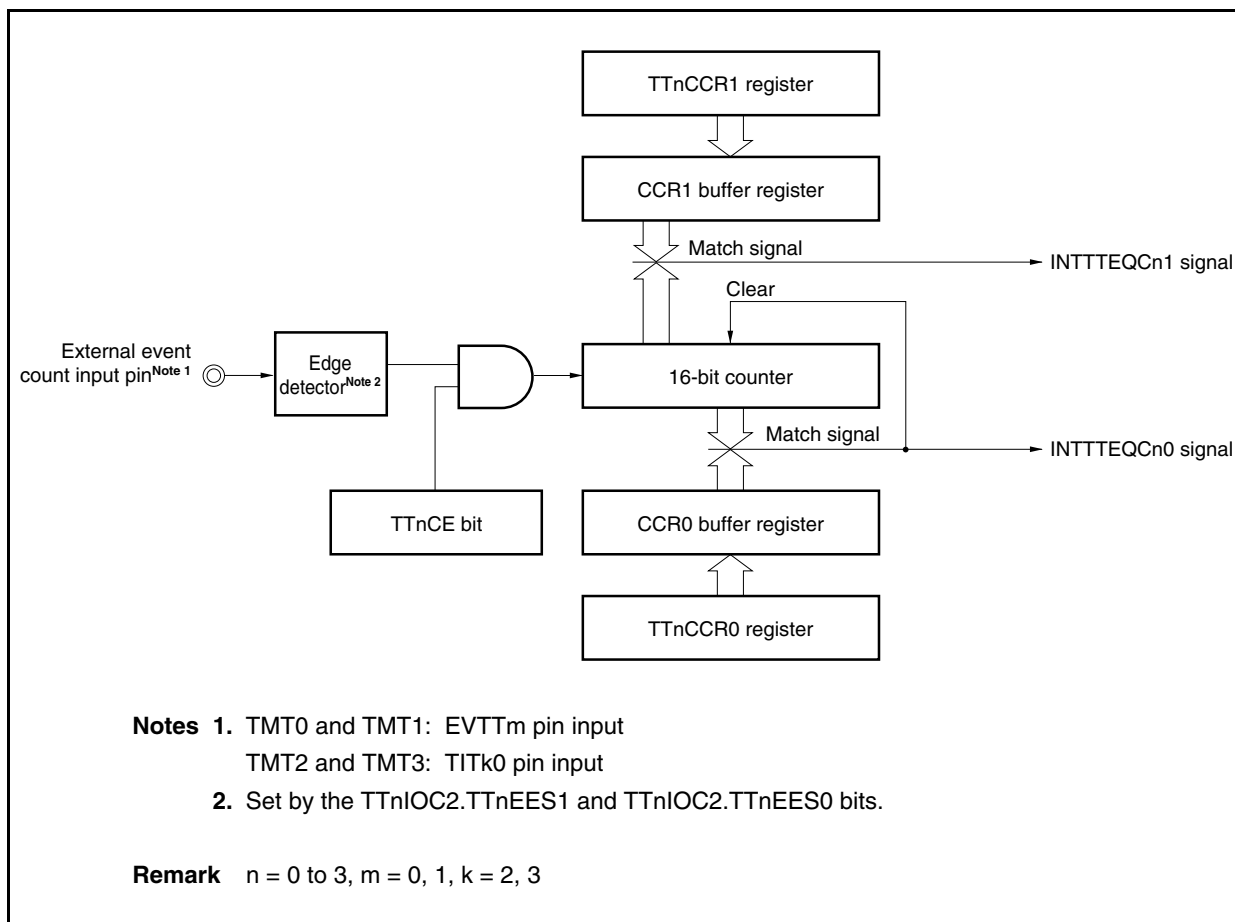 TTnCCR1 register
CCR1 buffer register
Match signal
INTTTEQCn1 signal
Clear
External event
count input pinNote 1
Edge
detectorNote 2
16-bit counter
Match signal
INTTTEQCn0 signal
TTnCE bit
CCR0 buffer register
TTnCCR0 register
Notes 1. TMT0 and TMT1: EVTTm pin input
TMT2 and TMT3: TITk0 pin input
2. Set by the TTnIOC2.TTnEES1 and TTnIOC2.TTnEES0 bits.
Remark n = 0 to 3, m = 0, 1, k = 2, 3